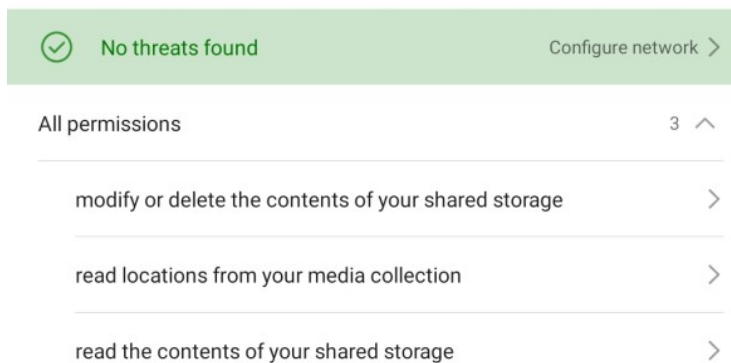 No threats found Configure network
All permissions 3
modify or delete the contents of your shared storage
read locations from your media collection
read the contents of your shared storage